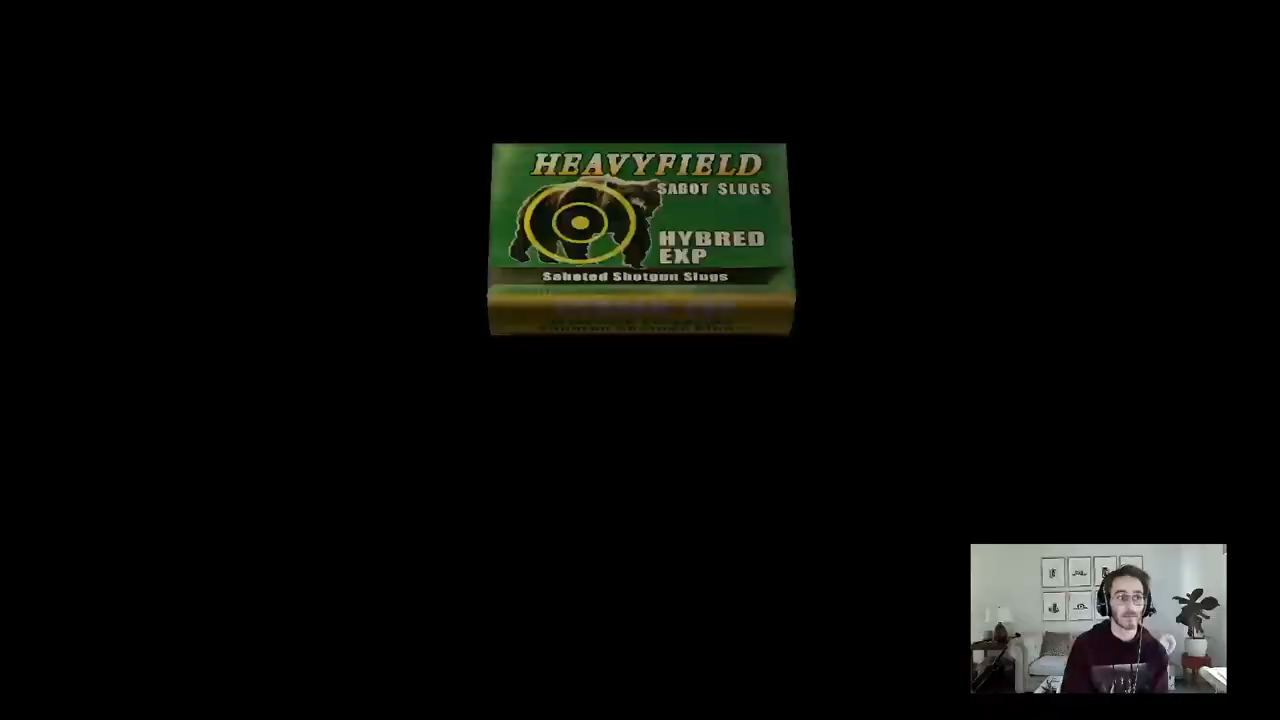 HEAVYFIELD
SABOT SLUGS
HYBRED
EXP
Saboted Shotgun Slugs